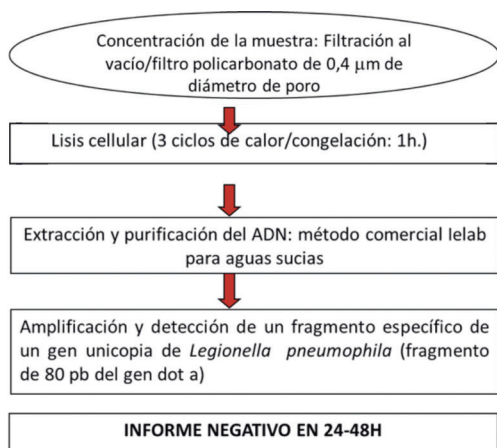 Concentración de la muestra: Filtración al
vacío/filtro policarbonato de 0,4 μm de
diámetro de poro
Lisis cellular (3 ciclos de calor/congelación: 1h.)
Extracción y purificación del ADN: método comercial Ielab
para aguas sucias
Amplificación y detección de un fragmento específico de
un gen unicopia de Legionella pneumophila (fragmento
de 80 pb del gen dot a)
INFORME NEGATIVO EN 24-48H